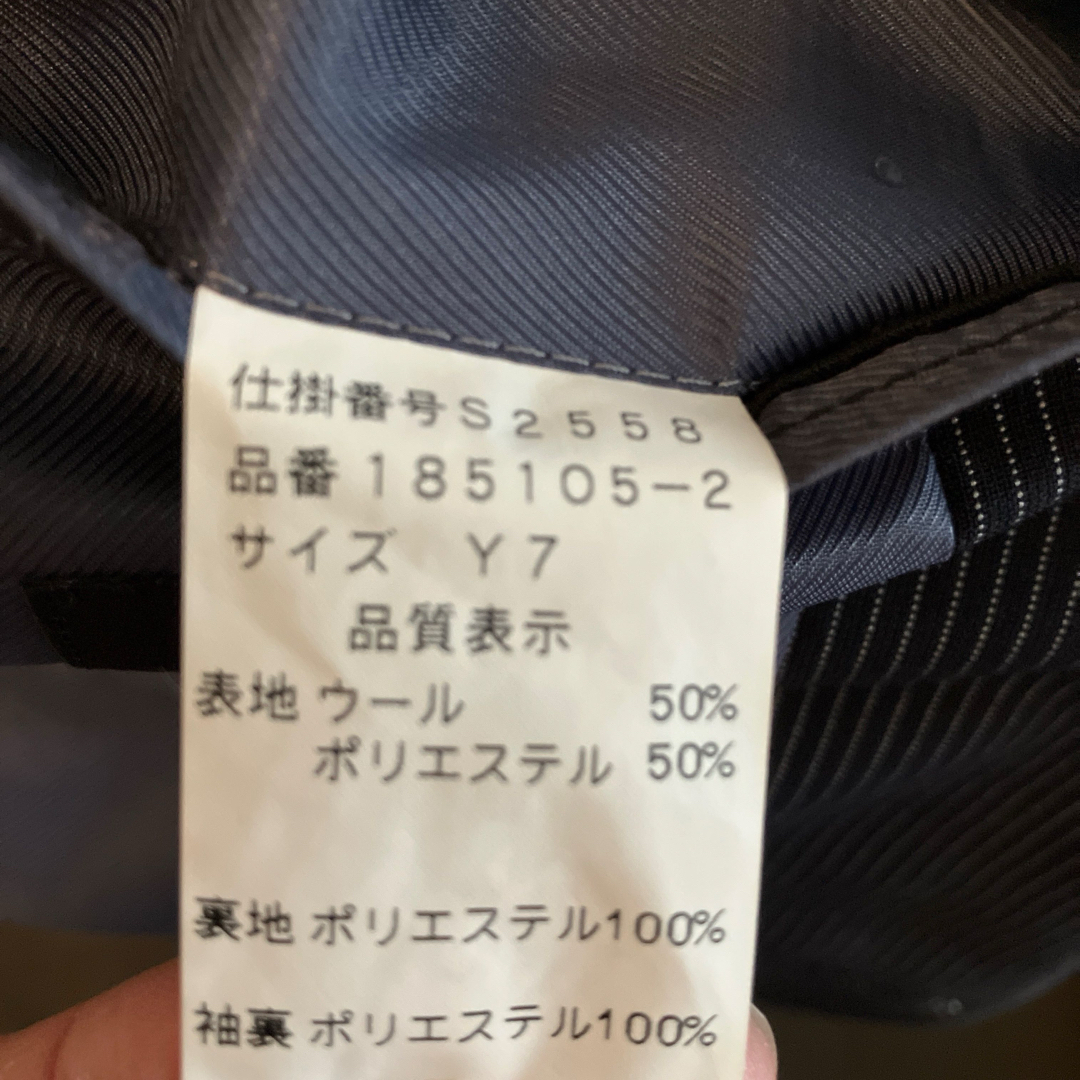 仕掛番号S2558
品番185105-2
サイズ Y7
品質表示
表地 ウール 50%
ポリエステル 50%
裏地 ポリエステル100%
袖裏 ポリエステル100%